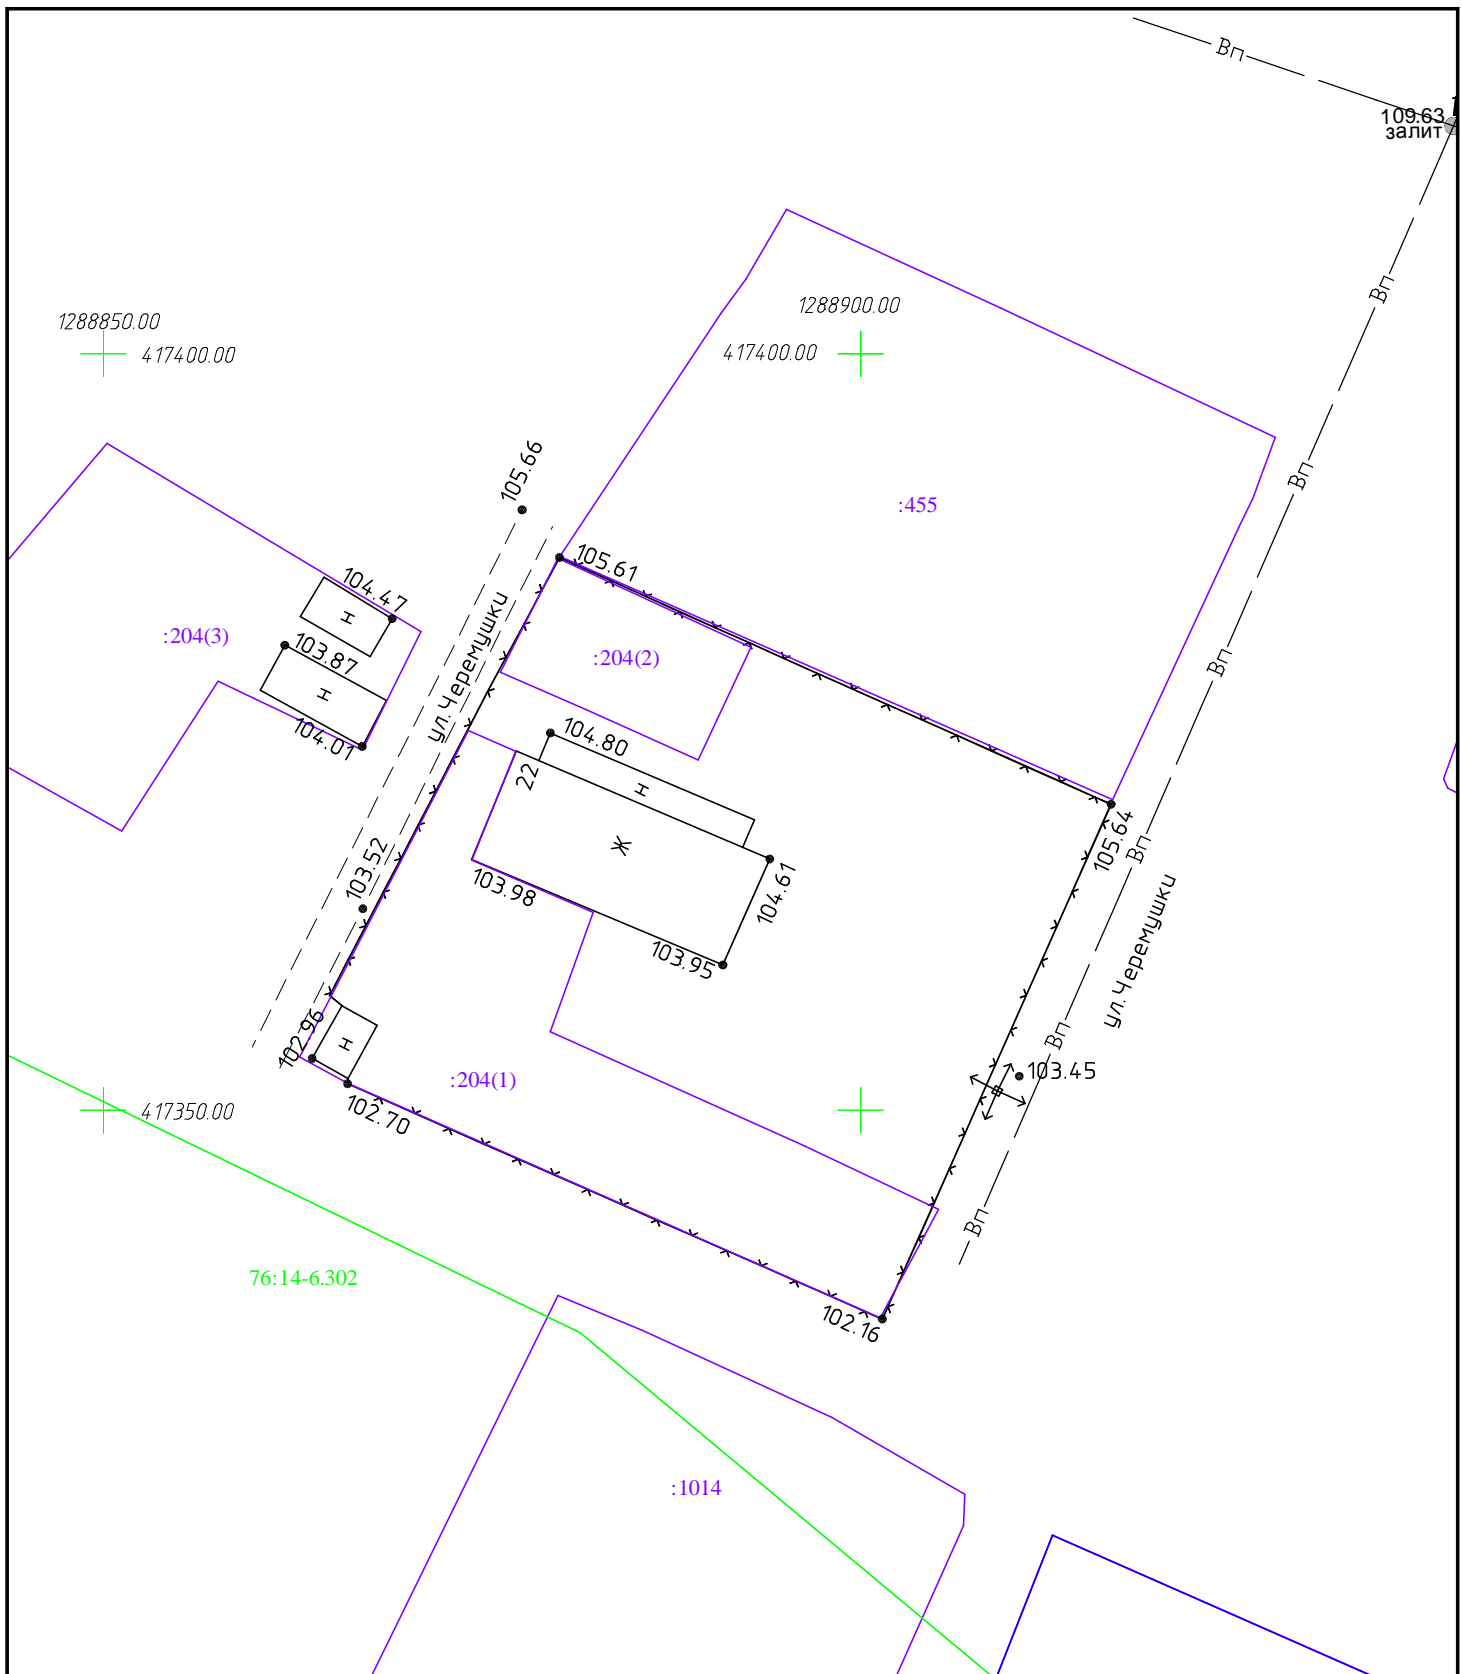 Вп
109.63
залит
Вп
1288900.00
1288850.00
417400.00
417400.00
105.66
Вп
:455
105.61
104.47
:204(3)
103.87
ул.Черемушки
:204(2)
Вп
н
н
104.01
104.80
22
н
ж
105.64
Вп
103.52
103.98
104.61
103.95
ул.Черемушки
102.96
н
Вп
103.45
:204(1)
417350.00
102.70
Вп
76:14-6.302
102.16
:1014